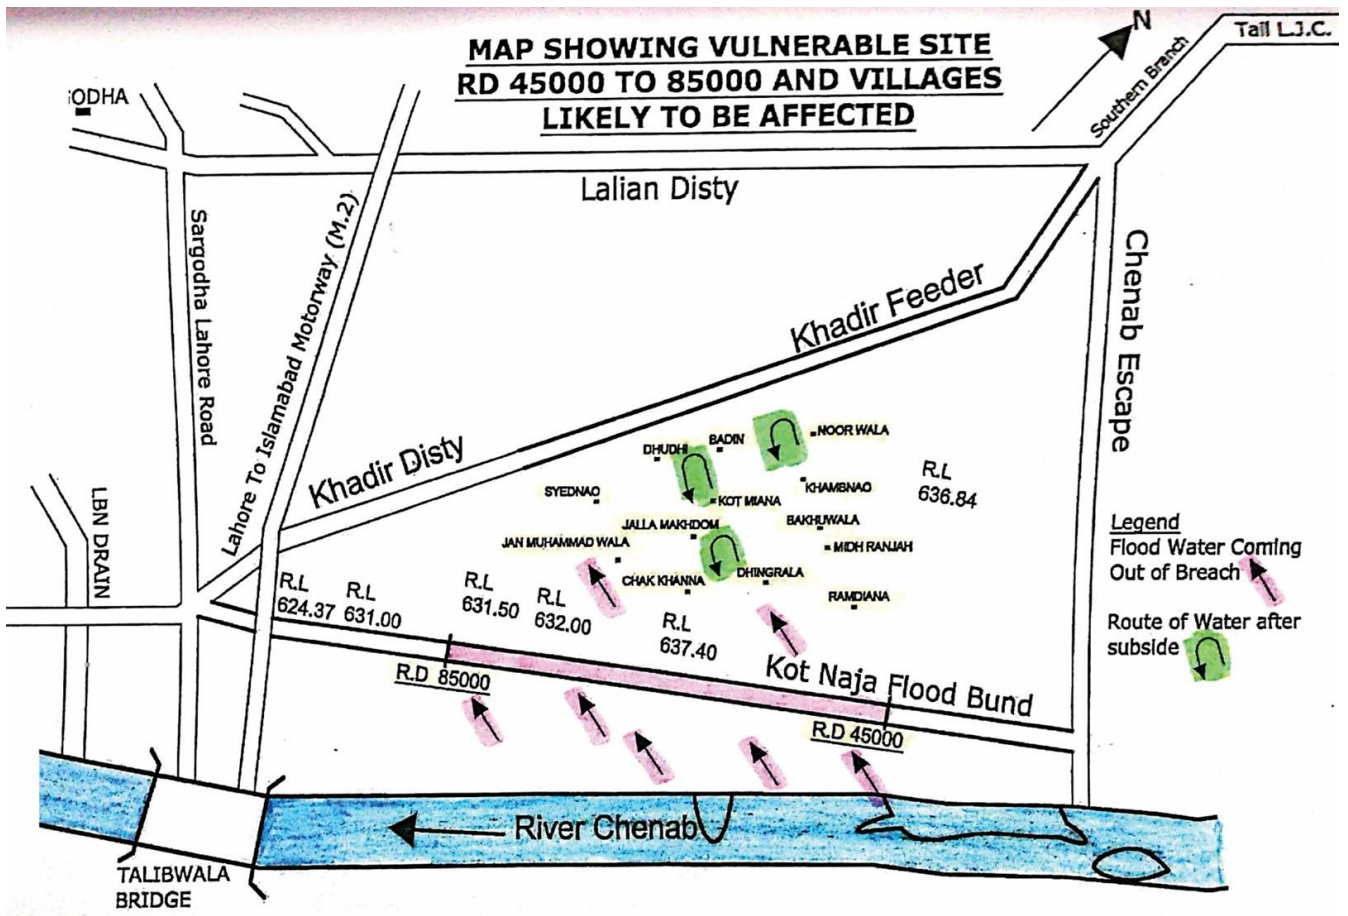 N
Tail L.J.C.
Southern Branch
MAP SHOWING VULNERABLE SITE
RD 45000 TO 85000 AND VILLAGES
LIKELY TO BE AFFECTED
ODHA
Lalian Disty
Sargodha Lahore Road
Lahore To Islamabad Motorway (M.2)
Khadir Feeder
Chenab Escape
Khadir Disty
LBN DRAIN
NOOR WALA
BADIN
DHUDHI
SYEDNAO
KOT MIANA
KHAMBNAO
R.L
636.84
JALLA MAKHDOM
BAKHUWALA
JAN MUHAMMAD WALA
MIDH RANJAH
CHAK KHANNA
DHINGRALA
RAMDIANA
Legend
Flood Water Coming
Out of Breach
Route of Water after
subside
R.L
624.37
R.L
631.00
R.L
631.50
R.L
632.00
R.L
637.40
Kot Naja Flood Bund
R.D 85000
R.D 45000
River Chenab
TALIBWALA
BRIDGE